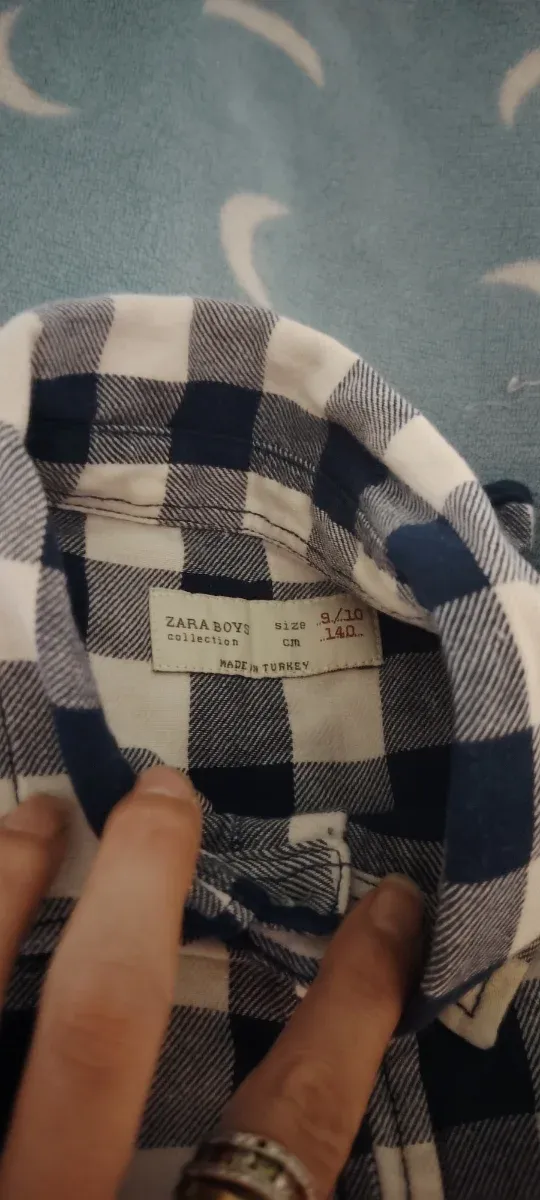 ZARA BOYS size 9/10
collection cm 140
MADE IN TURKEY